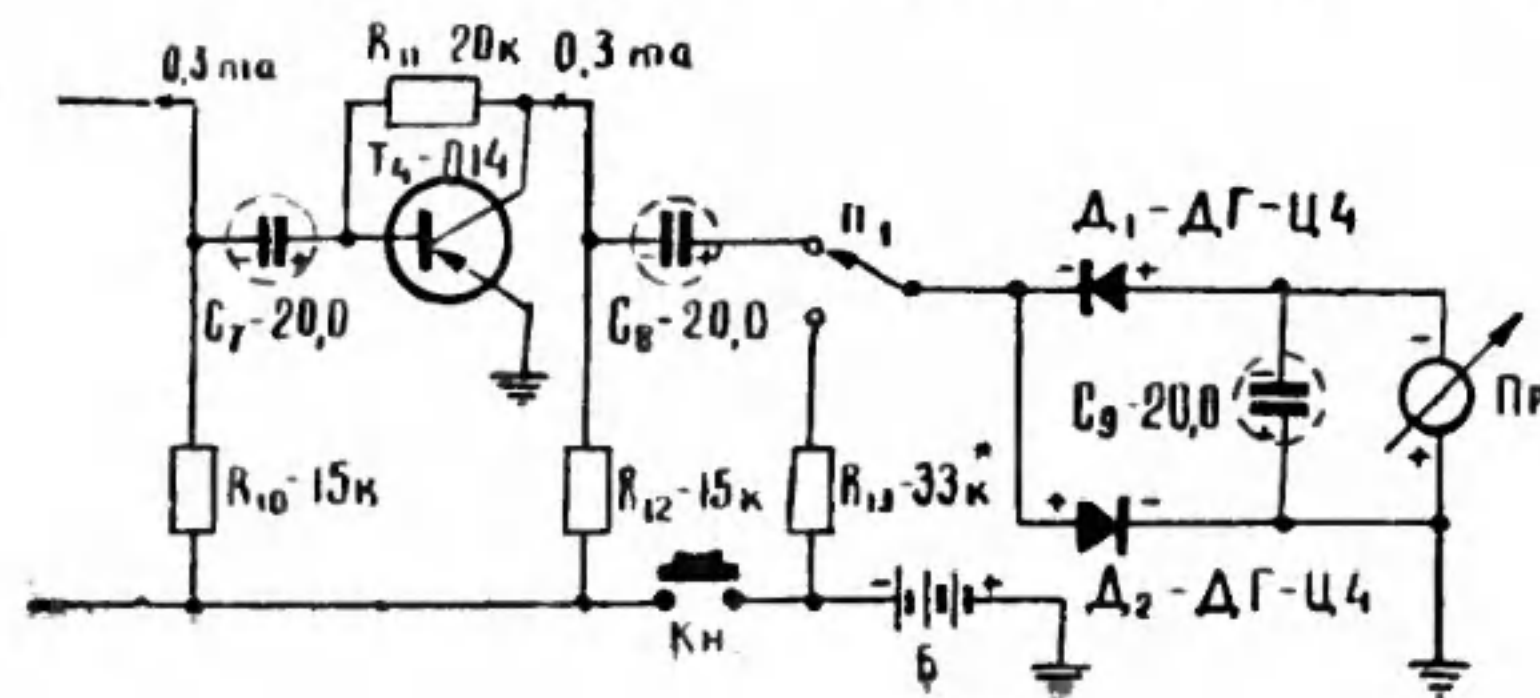 R₁₁ 20к
0,3 ma
0,3 ma
T₄-П14
П₁
Д₁-ДГ-Ц4
C₇-20,0
C₈-20,0
C₉-20,0
Пр
R₁₀-15к
R₁₂-15к
R₁₃-33к*
Д₂-ДГ-Ц4
Кн
Б